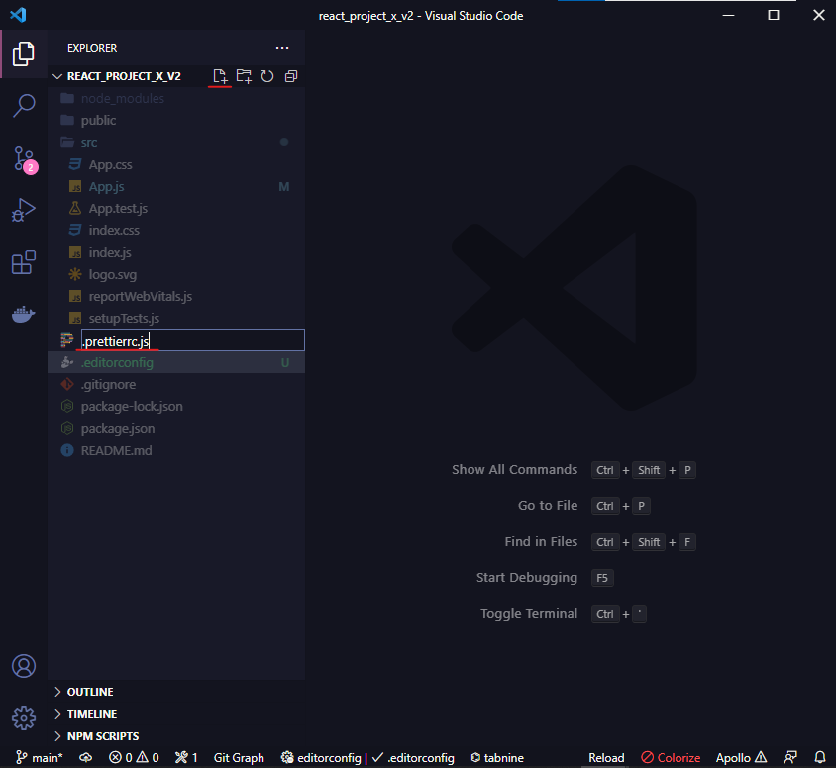 react_project_x_v2 - Visual Studio Code
EXPLORER
REACT_PROJECT_X_V2
node_modules
public
src
App.css
App.js M
App.test.js
index.css
index.js
logo.svg
reportWebVitals.js
setupTests.js
.prettierrc.js
.editorconfig U
.gitignore
package-lock.json
package.json
README.md
2
Show All Commands Ctrl + Shift + P
Go to File Ctrl + P
Find in Files Ctrl + Shift + F
Start Debugging F5
Toggle Terminal Ctrl + '
OUTLINE
TIMELINE
NPM SCRIPTS
main* 0 0 1 Git Graph editorconfig | .editorconfig tabnine Reload Colorize Apollo